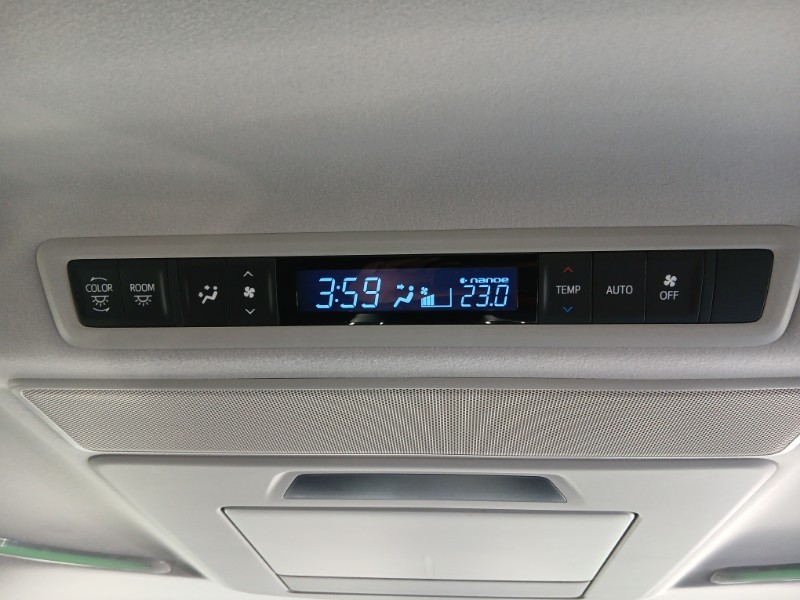 COLOR
ROOM
3:59
nanoe
23.0
TEMP
AUTO
OFF